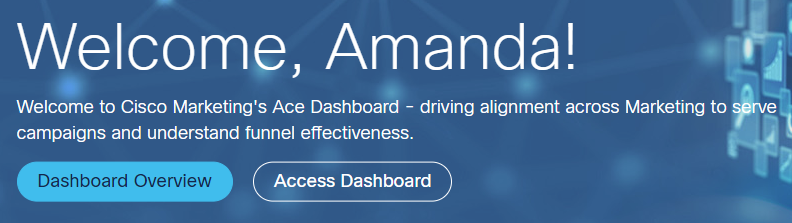 Welcome, Amanda!
Welcome to Cisco Marketing's Ace Dashboard - driving alignment across Marketing to serve
campaigns and understand funnel effectiveness.
Dashboard Overview
Access Dashboard